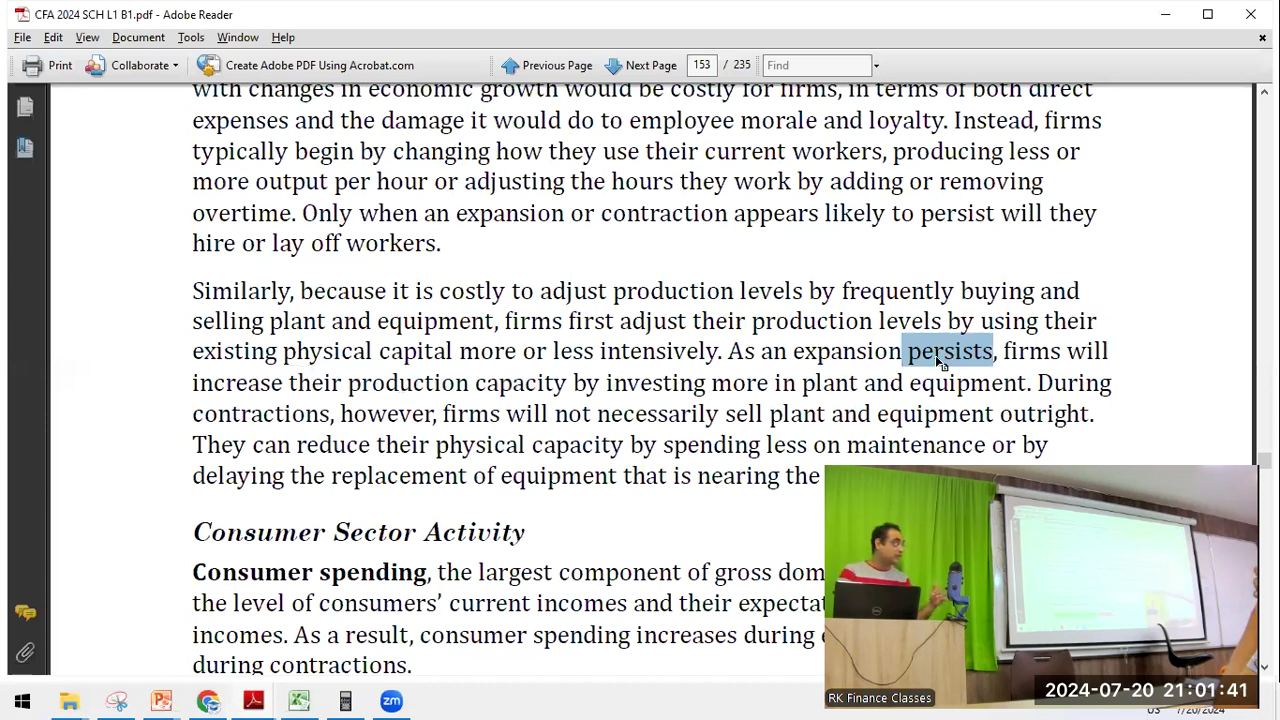 CFA 2024 SCH L1 B1.pdf - Adobe Reader
File Edit View Document Tools Window Help
Print Collaborate Create Adobe PDF Using Acrobat.com Previous Page Next Page 153 / 235 Find
with changes in economic growth would be costly for firms, in terms of both direct
expenses and the damage it would do to employee morale and loyalty. Instead, firms
typically begin by changing how they use their current workers, producing less or
more output per hour or adjusting the hours they work by adding or removing
overtime. Only when an expansion or contraction appears likely to persist will they
hire or lay off workers.
Similarly, because it is costly to adjust production levels by frequently buying and
selling plant and equipment, firms first adjust their production levels by using their
existing physical capital more or less intensively. As an expansion persists, firms will
increase their production capacity by investing more in plant and equipment. During
contractions, however, firms will not necessarily sell plant and equipment outright.
They can reduce their physical capacity by spending less on maintenance or by
delaying the replacement of equipment that is nearing the
Consumer Sector Activity
Consumer spending, the largest component of gross dom
the level of consumers’ current incomes and their expectat
incomes. As a result, consumer spending increases during e
during contractions.
RK Finance Classes
2024-07-20 21:01:41
US 7/20/2024